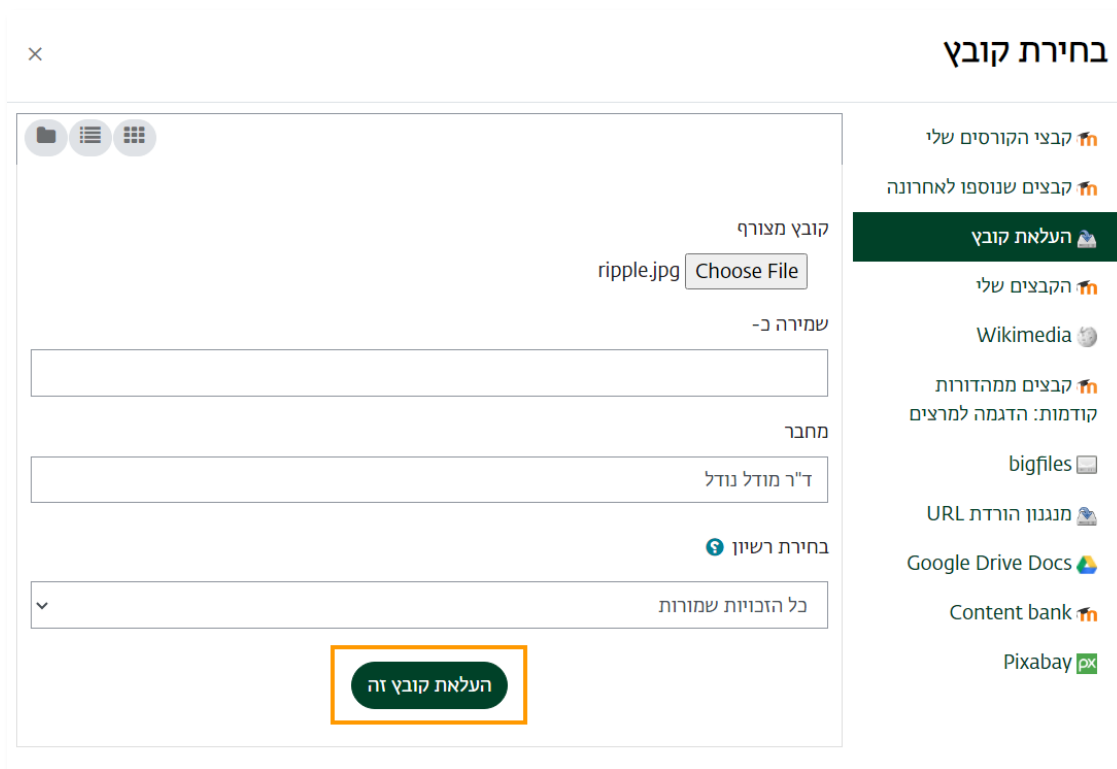 בחירת קובץ
×
קבצי הקורסים שלי
קבצים שנוספו לאחרונה
העלאת קובץ
הקבצים שלי
Wikimedia
קבצים ממהדורות
קודמות: הדגמה למרצים
bigfiles
מנגנון הורדת URL
Google Drive Docs
Content bank
Pixabay
קובץ מצורף
Choose File ripple.jpg
שמירה כ-
מחבר
ד"ר מודל נודל
בחירת רשיון
כל הזכויות שמורות
העלאת קובץ זה